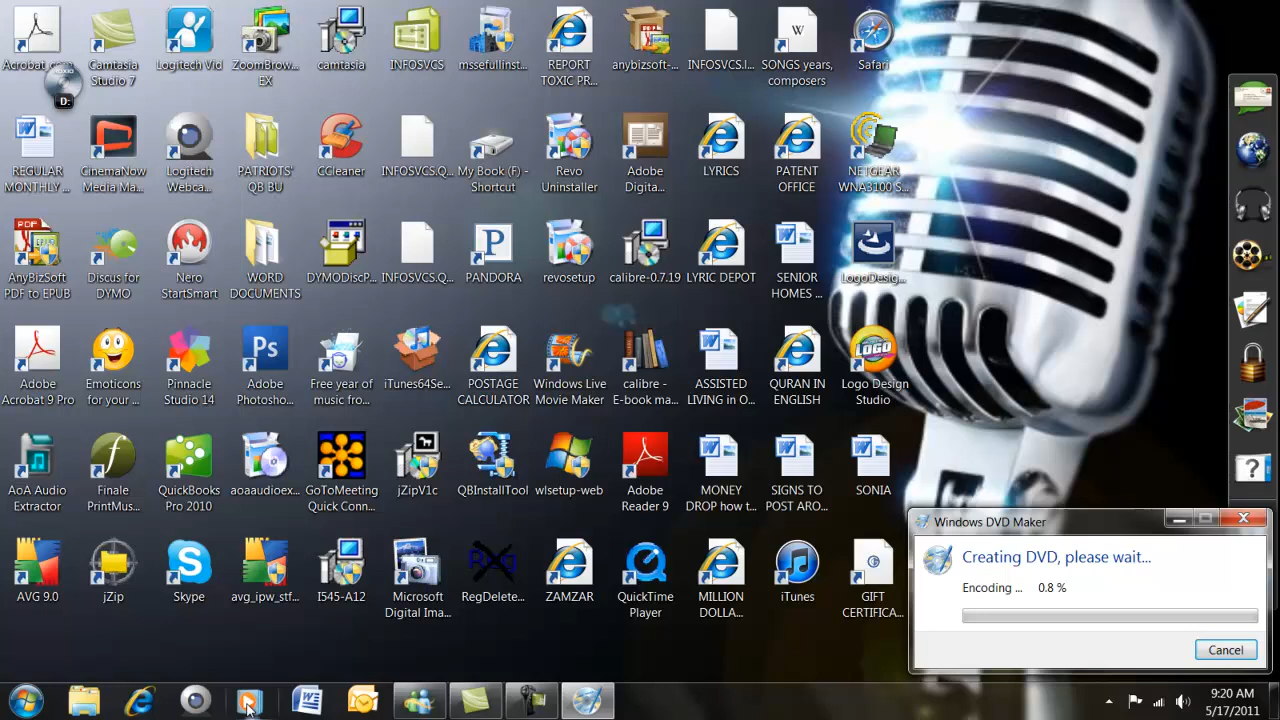 Acrobat.com
Camtasia Studio 7
Logitech Vid
ZoomBrow... EX
camtasia
INFOSVCS
mssefullinst...
REPORT TOXIC PR...
anybizsoft-...
INFOSVCS.l...
W
SONGS years, composers
Safari
D:
REGULAR MONTHLY ...
CinemaNow Media Ma...
Logitech Webca...
PATRIOTS' QB BU
CCleaner
INFOSVCS.Q...
My Book (F) - Shortcut
Revo Uninstaller
Adobe Digita...
LYRICS
PATENT OFFICE
NETGEAR WNA3100 S...
PDF
AnyBizSoft PDF to EPUB
Discus for DYMO
Nero StartSmart
WORD DOCUMENTS
DYMODiscP...
INFOSVCS.Q...
P
PANDORA
revosetup
calibre-0.7.19
LYRIC DEPOT
SENIOR HOMES ...
LogoDesig...
Adobe Acrobat 9 Pro
Emoticons for your ...
Pinnacle Studio 14
Ps
Adobe Photosho...
Free year of music fro...
iTunes64Se...
POSTAGE CALCULATOR
Windows Live Movie Maker
calibre - E-book ma...
ASSISTED LIVING in O...
QURAN IN ENGLISH
LOGO
Logo Design Studio
AoA Audio Extractor
f
Finale PrintMus...
QuickBooks Pro 2010
aoaaudioex...
GoToMeeting Quick Conn...
jZipV1c
QBInstallTool
wlsetup-web
Adobe Reader 9
MONEY DROP how t...
SIGNS TO POST ARO...
SONIA
AVG 9.0
jZip
Skype
avg_ipw_stf...
I545-A12
Microsoft Digital Ima...
Reg
RegDelete...
ZAMZAR
QuickTime Player
MILLION DOLLA...
iTunes
GIFT CERTIFICA...
Windows DVD Maker
Creating DVD, please wait...
Encoding ... 0.8 %
Cancel
9:20 AM
5/17/2011